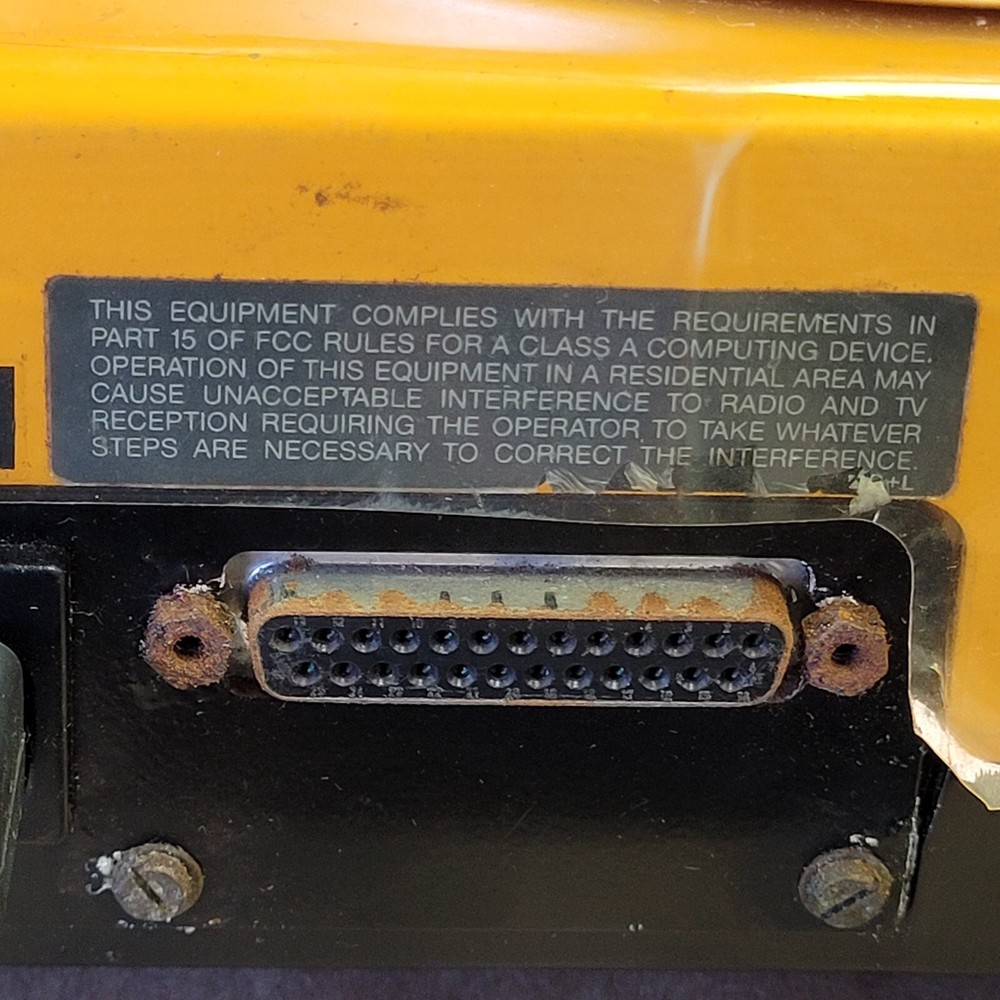 THIS EQUIPMENT COMPLIES WITH THE REQUIREMENTS IN
PART 15 OF FCC RULES FOR A CLASS A COMPUTING DEVICE.
OPERATION OF THIS EQUIPMENT IN A RESIDENTIAL AREA MAY
CAUSE UNACCEPTABLE INTERFERENCE TO RADIO AND TV
RECEPTION REQUIRING THE OPERATOR TO TAKE WHATEVER
STEPS ARE NECESSARY TO CORRECT THE INTERFERENCE.